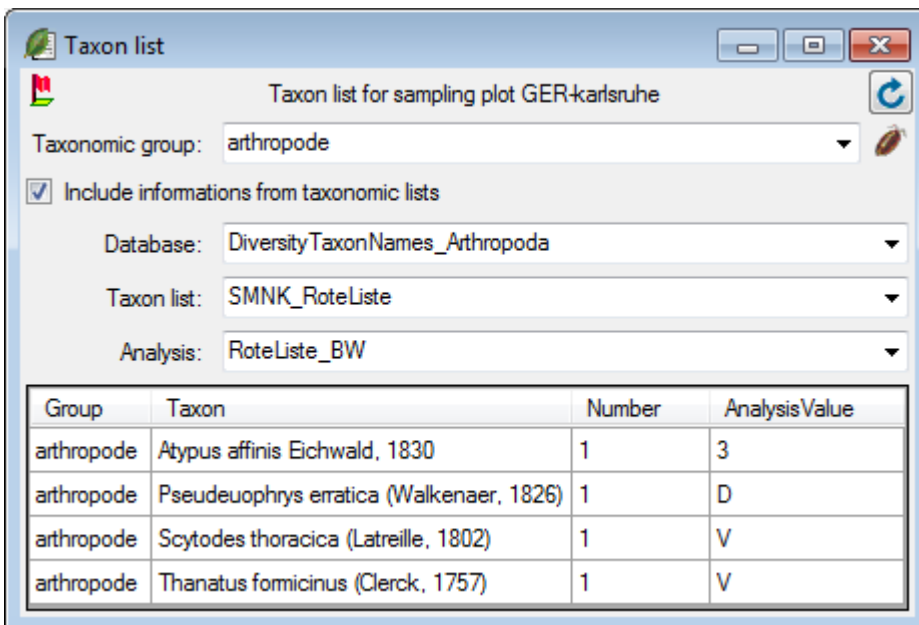 Taxon list
Taxon list for sampling plot GER-karlsruhe
Taxonomic group: arthropode
Include informations from taxonomic lists
Database: DiversityTaxonNames_Arthropoda
Taxon list: SMNK_RoteListe
Analysis: RoteListe_BW
Group Taxon Number AnalysisValue
arthropode Atypus affinis Eichwald, 1830 1 3
arthropode Pseudeuophrys erratica (Walkenaer, 1826) 1 D
arthropode Scytodes thoracica (Latreille, 1802) 1 V
arthropode Thanatus formicinus (Clerck, 1757) 1 V